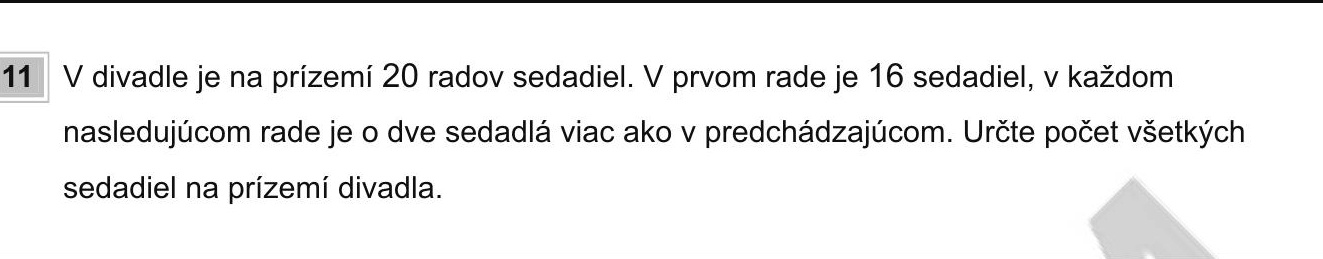 11 V divadle je na prízemí 20 radov sedadiel. V prvom rade je 16 sedadiel, v každom
nasledujúcom rade je o dve sedadlá viac ako v predchádzajúcom. Určte počet všetkých
sedadiel na prízemí divadla.